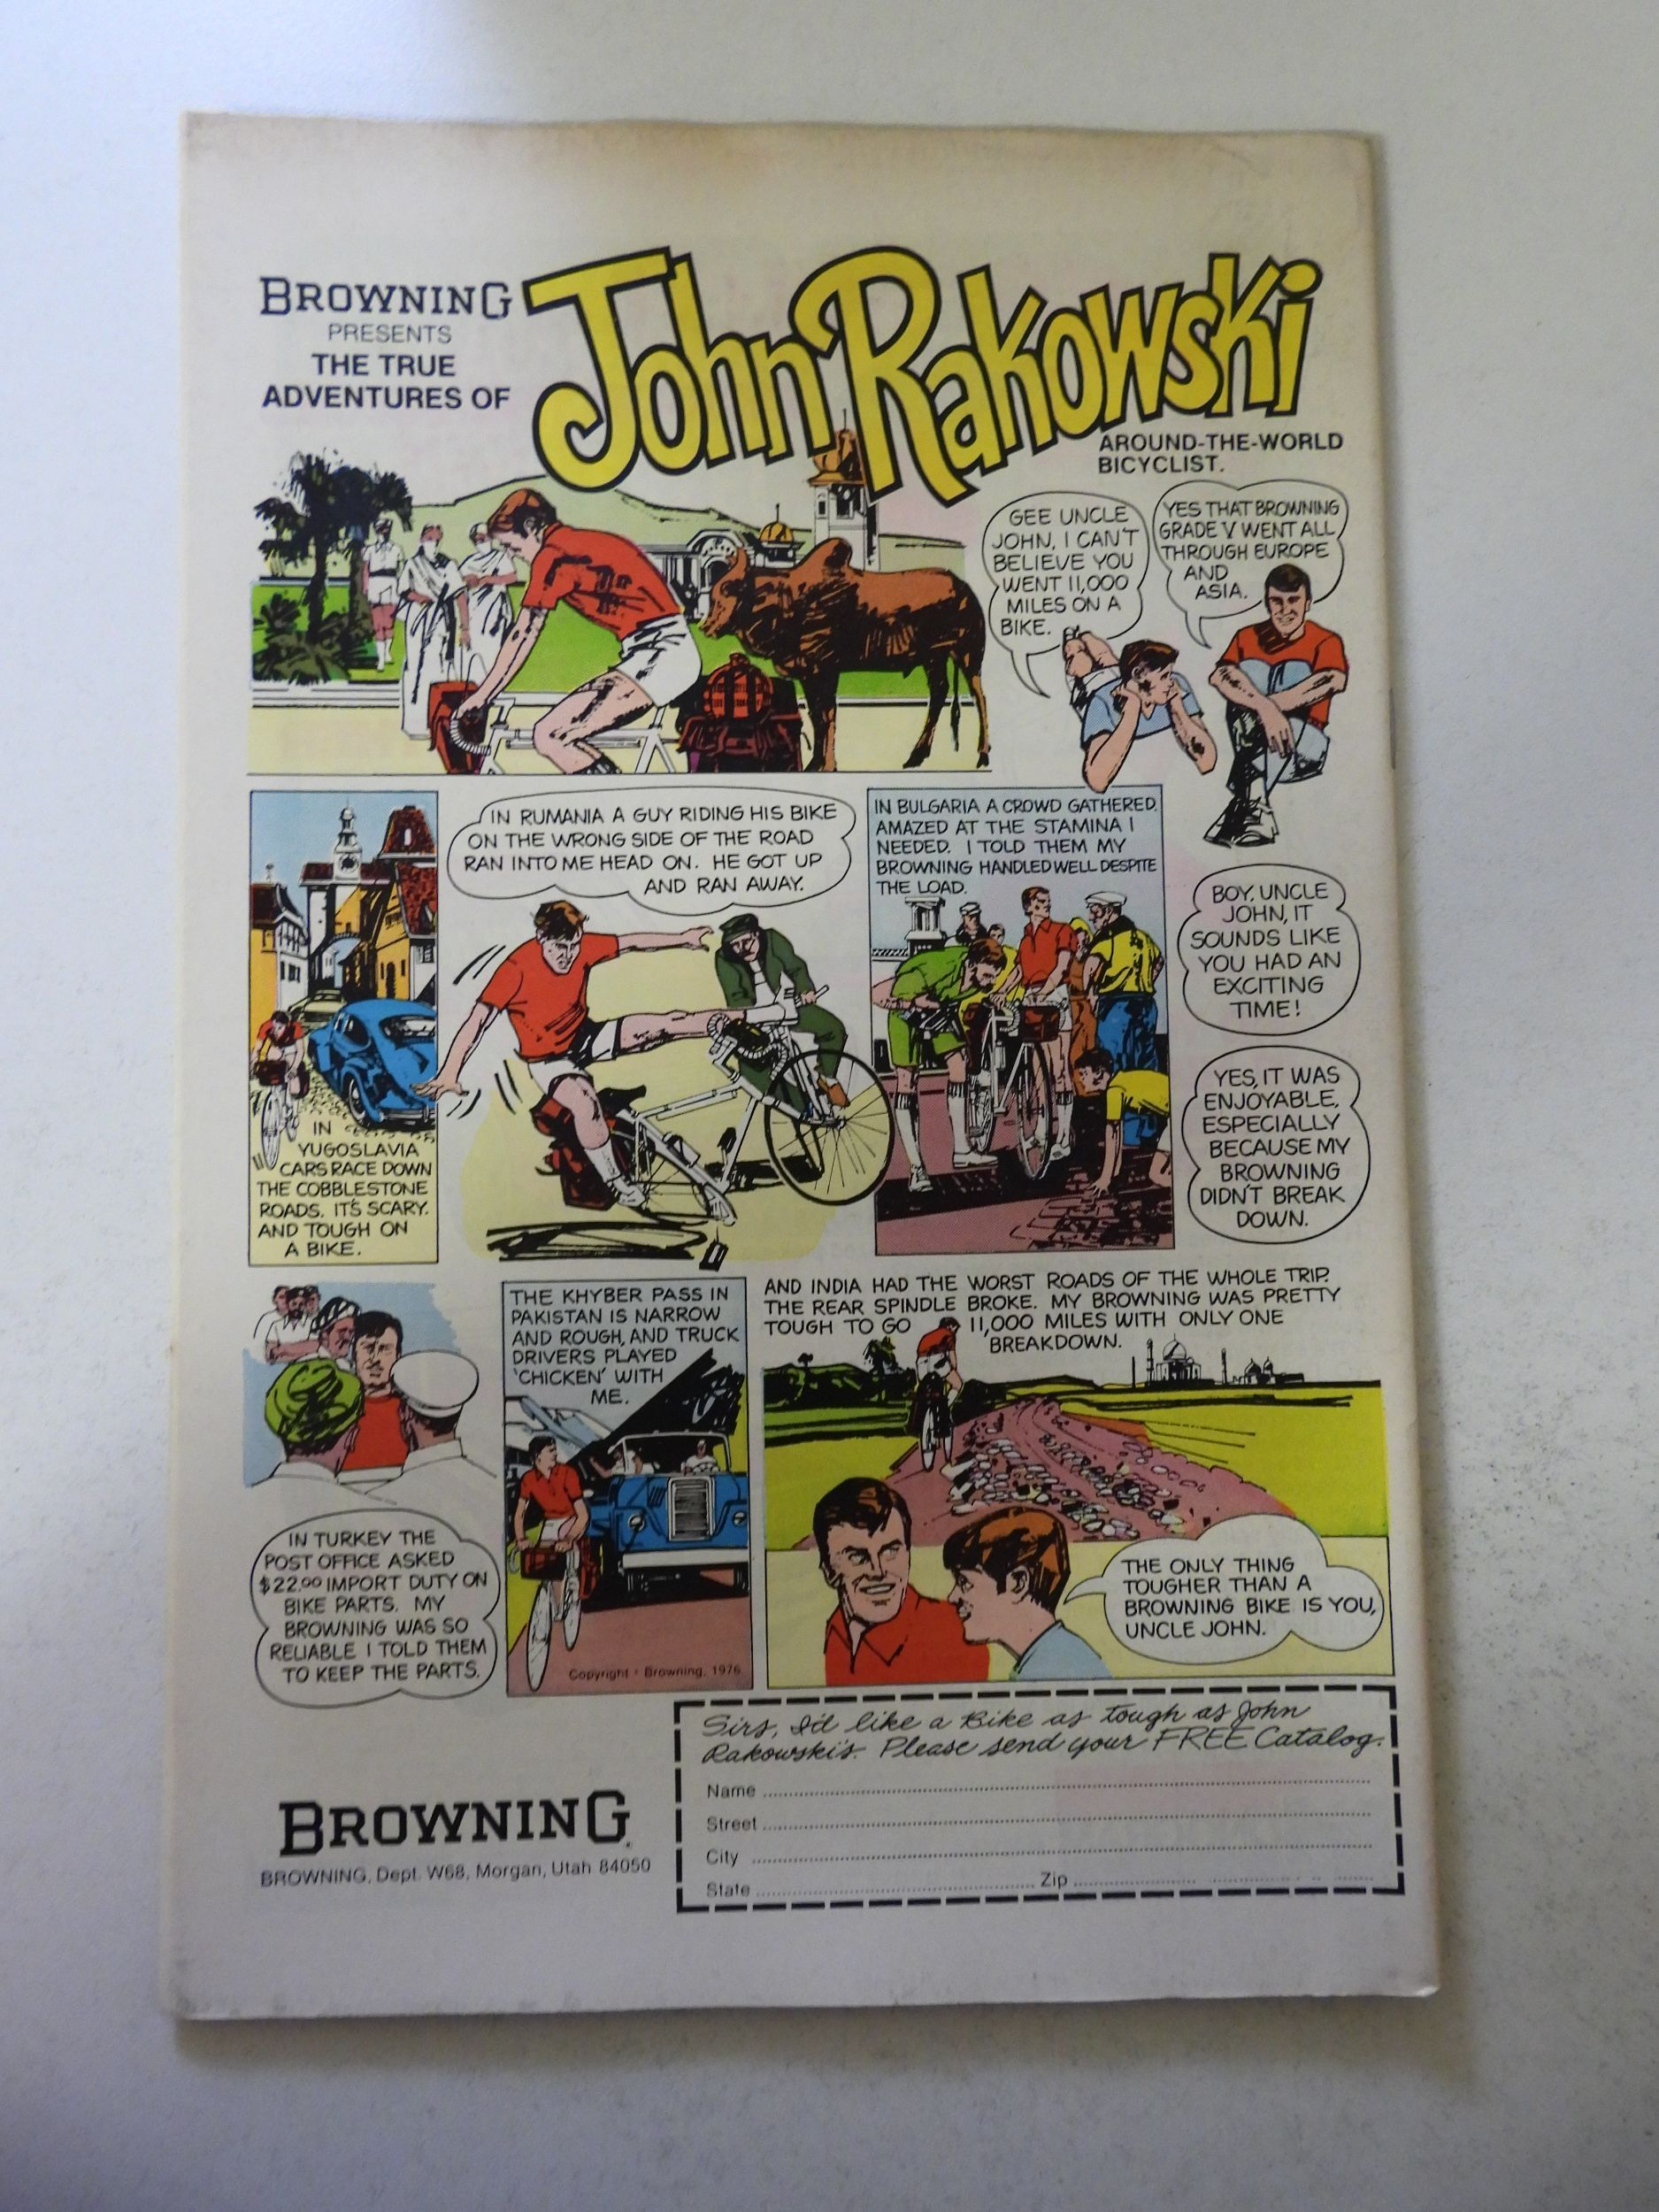 BROWNING
PRESENTS
THE TRUE
ADVENTURES OF
John Rakowski
AROUND-THE-WORLD
BICYCLIST.
GEE UNCLE
JOHN, I CAN'T
BELIEVE YOU
WENT 11,000
MILES ON A
BIKE.
YES THAT BROWNING
GRADE V WENT ALL
THROUGH EUROPE
AND
ASIA.
IN
YUGOSLAVIA
CARS RACE DOWN
THE COBBLESTONE
ROADS. IT'S SCARY.
AND TOUGH ON
A BIKE.
IN RUMANIA A GUY RIDING HIS BIKE
ON THE WRONG SIDE OF THE ROAD
RAN INTO ME HEAD ON. HE GOT UP
AND RAN AWAY.
IN BULGARIA A CROWD GATHERED,
AMAZED AT THE STAMINA I
NEEDED. I TOLD THEM MY
BROWNING HANDLED WELL DESPITE
THE LOAD.
BOY, UNCLE
JOHN, IT
SOUNDS LIKE
YOU HAD AN
EXCITING
TIME!
YES, IT WAS
ENJOYABLE,
ESPECIALLY
BECAUSE MY
BROWNING
DIDN'T BREAK
DOWN.
IN TURKEY THE
POST OFFICE ASKED
$22.00 IMPORT DUTY ON
BIKE PARTS. MY
BROWNING WAS SO
RELIABLE I TOLD THEM
TO KEEP THE PARTS.
THE KHYBER PASS IN
PAKISTAN IS NARROW
AND ROUGH, AND TRUCK
DRIVERS PLAYED
'CHICKEN' WITH
ME.
Copyright • Browning, 1976
AND INDIA HAD THE WORST ROADS OF THE WHOLE TRIP.
THE REAR SPINDLE BROKE. MY BROWNING WAS PRETTY
TOUGH TO GO 11,000 MILES WITH ONLY ONE
BREAKDOWN.
THE ONLY THING
TOUGHER THAN A
BROWNING BIKE IS YOU,
UNCLE JOHN.
Sirs, I'd like a Bike as tough as John
Rakowski's. Please send your FREE Catalog.
Name
Street
City
State Zip
BROWNING
BROWNING, Dept. W68, Morgan, Utah 84050